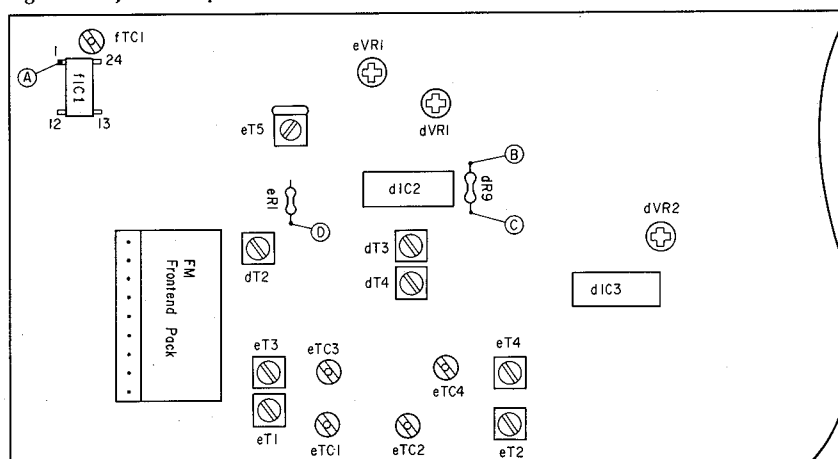 fTC1
1
24
A
fIC1
12
13
eVR1
dVR1
eT5
B
dIC2
dR9
eR1
D
C
dVR2
dT3
dT2
dT4
FM
Frontend Pack
dIC3
eT3
eTC3
eT4
eTC4
eT1
eTC1
eTC2
eT2